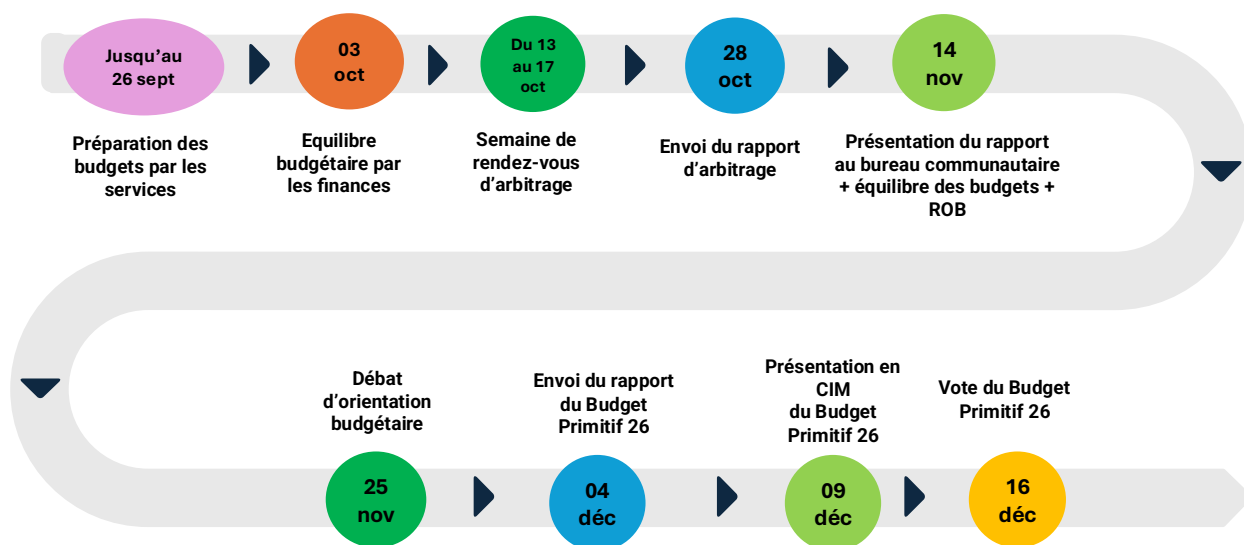 Jusqu'au
26 sept
Préparation des
budgets par les
services
03
oct
Equilibre
budgétaire par
les finances
Du 13
au 17
oct
Semaine de
rendez-vous
d'arbitrage
28
oct
Envoi du rapport
d'arbitrage
14
nov
Présentation du rapport
au bureau communautaire
+ équilibre des budgets +
ROB
Débat
d'orientation
budgétaire
25
nov
Envoi du rapport
du Budget
Primitif 26
04
déc
Présentation en
CIM
du Budget
Primitif 26
09
déc
Vote du Budget
Primitif 26
16
déc